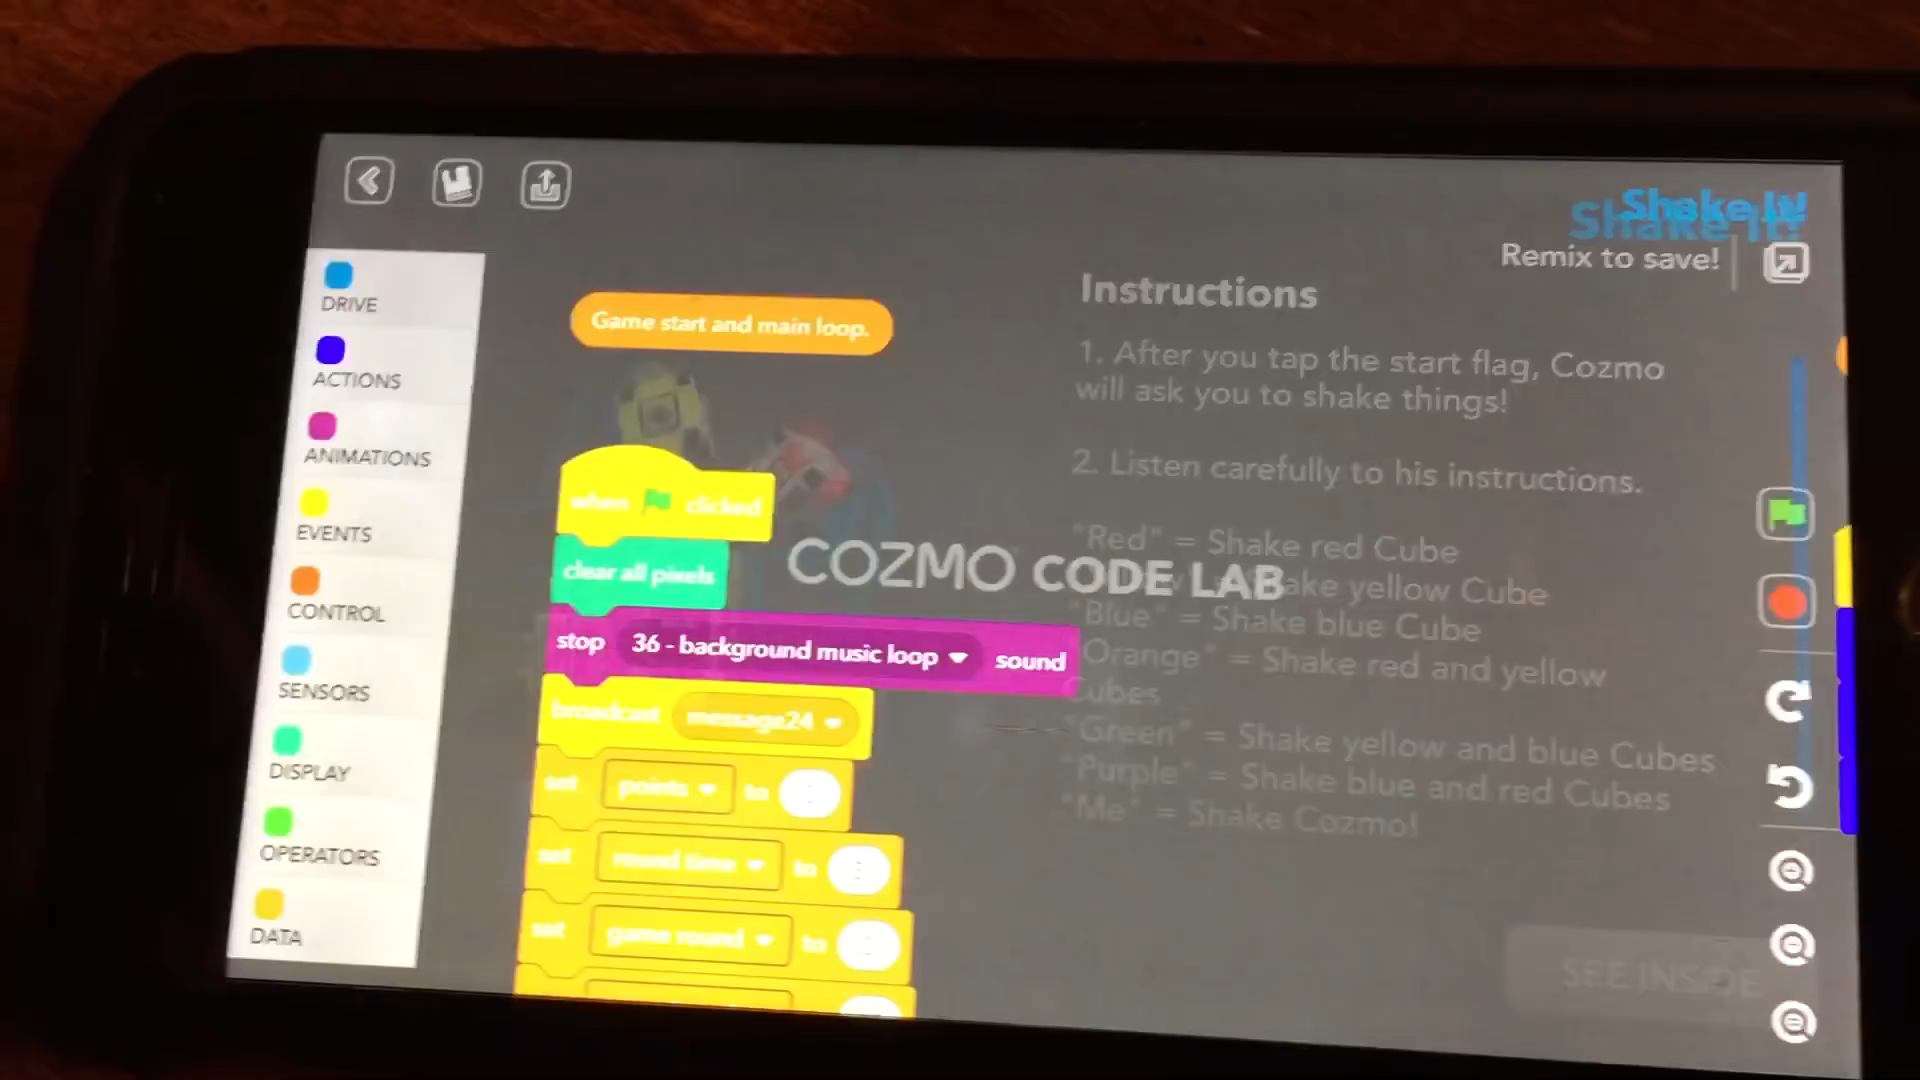 Shake It!
Shake It!
Remix to save!
DRIVE
ACTIONS
ANIMATIONS
EVENTS
CONTROL
SENSORS
DISPLAY
OPERATORS
DATA
Game start and main loop.
when clicked
clear all pixels
stop 36 - background music loop sound
broadcast message24
set points to
set round time to
set game round to
COZMO CODE LAB
Instructions
1. After you tap the start flag, Cozmo
will ask you to shake things!
2. Listen carefully to his instructions.
"Red" = Shake red Cube
= Shake yellow Cube
"Blue" = Shake blue Cube
"Orange" = Shake red and yellow
Cubes
"Green" = Shake yellow and blue Cubes
"Purple" = Shake blue and red Cubes
"Me" = Shake Cozmo!
SEE INSIDE